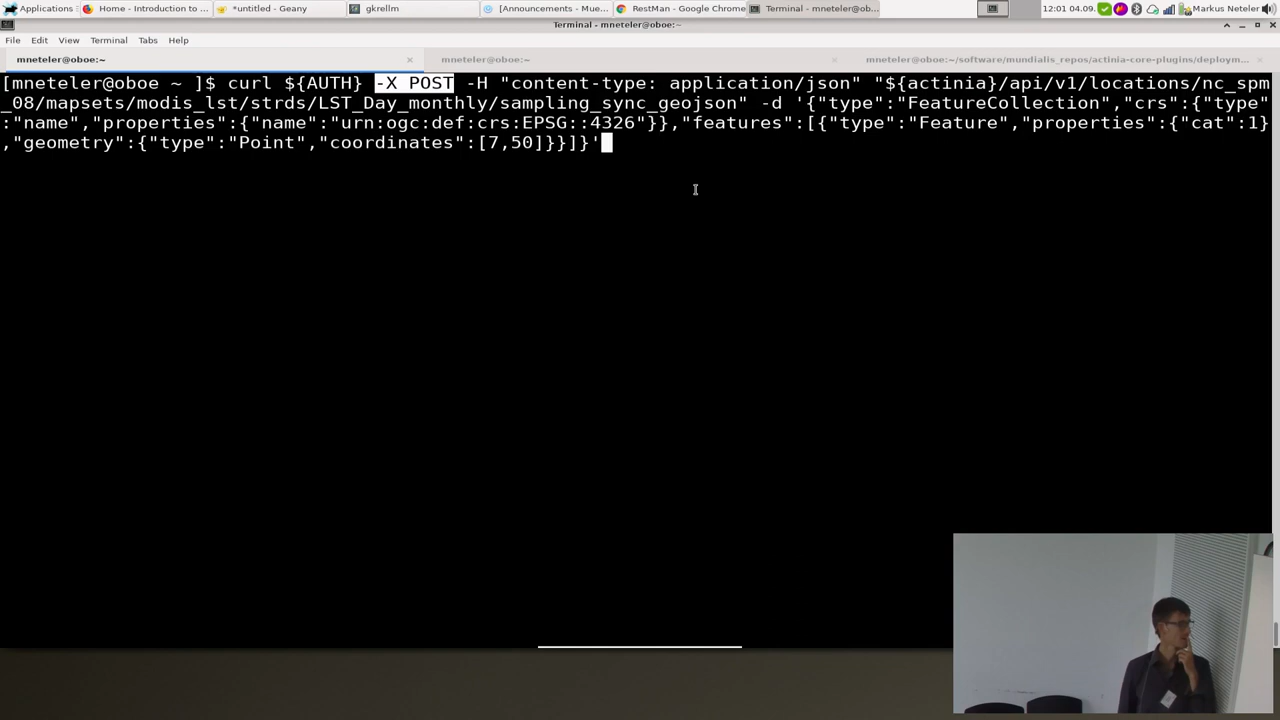 Applications
Home - Introduction to ...
*untitled - Geany
gkrellm
[Announcements - Mue...
RestMan - Google Chrome
Terminal - mneteler@ob...
12:01 04.09.
Markus Neteler
Terminal - mneteler@oboe:~
File Edit View Terminal Tabs Help
mneteler@oboe:~
mneteler@oboe:~
mneteler@oboe:~/software/mundialis_repos/actinia-core-plugins/deploym...
[mneteler@oboe ~ ]$ curl ${AUTH} -X POST -H "content-type: application/json" "${actinia}/api/v1/locations/nc_spm
_08/mapsets/modis_lst/strds/LST_Day_monthly/sampling_sync_geojson" -d '{"type":"FeatureCollection","crs":{"type"
:"name","properties":{"name":"urn:ogc:def:crs:EPSG::4326"}},"features":[{"type":"Feature","properties":{"cat":1}
,"geometry":{"type":"Point","coordinates":[7,50]}}]}'